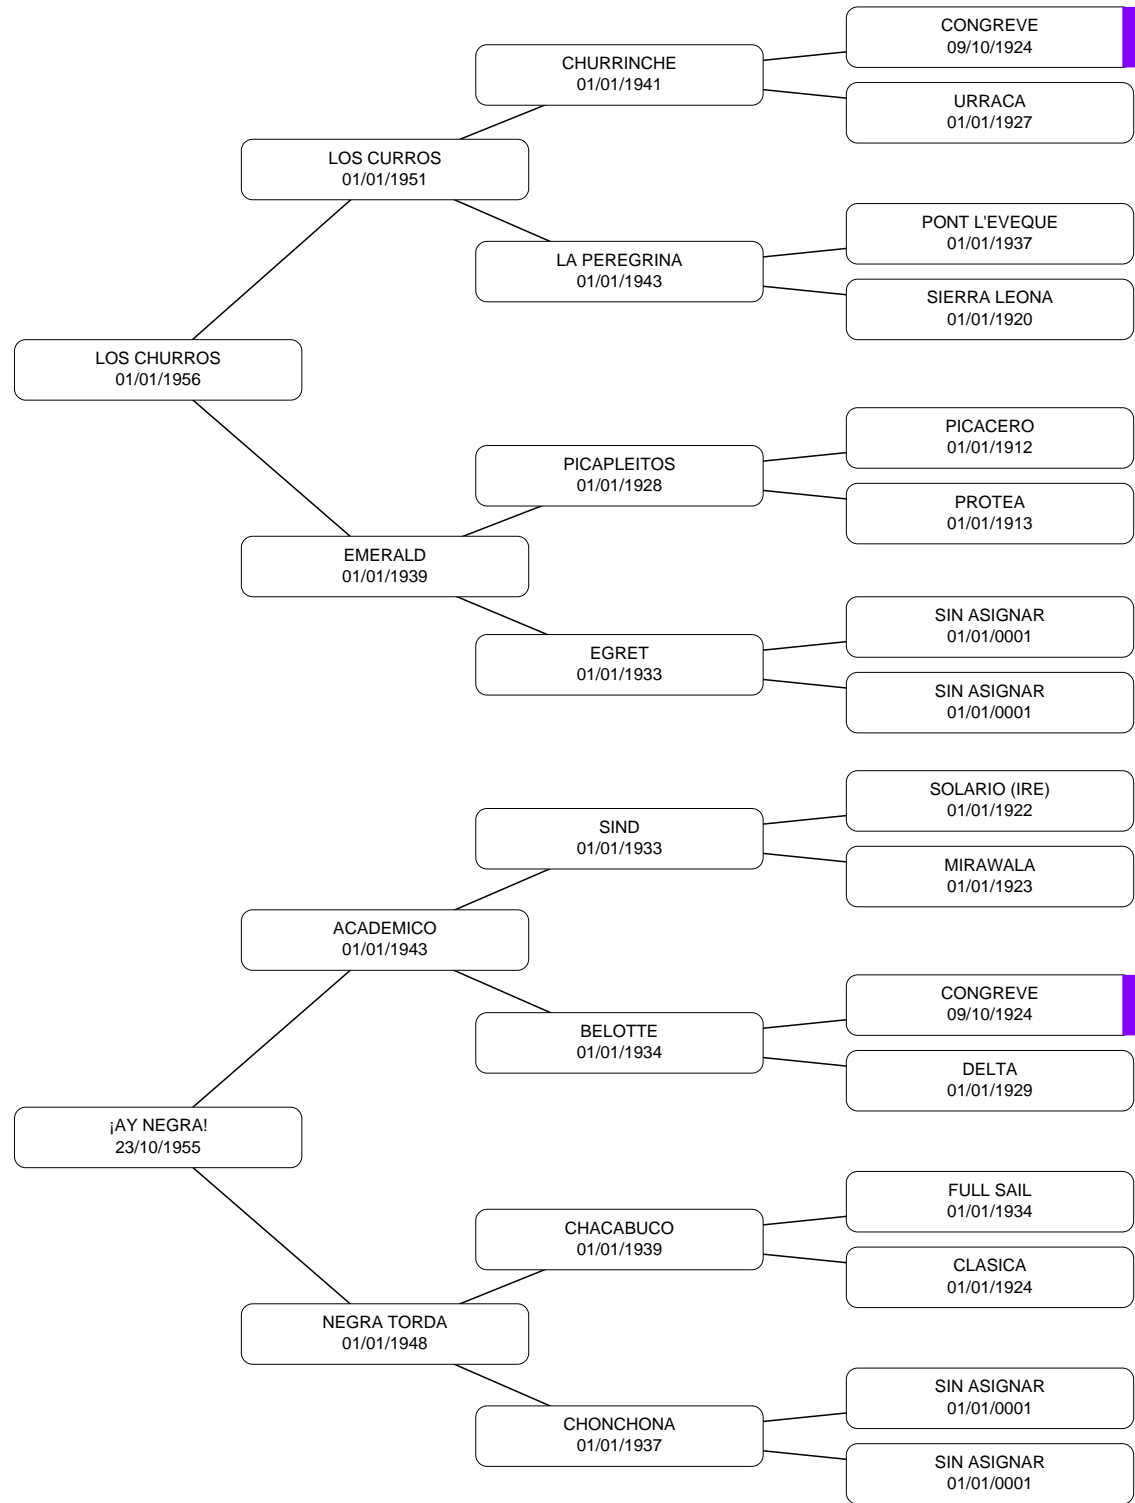 CONGREVE
09/10/1924
CHURRINCHE
01/01/1941
URRACA
01/01/1927
LOS CURROS
01/01/1951
PONT L'EVEQUE
01/01/1937
LA PEREGRINA
01/01/1943
SIERRA LEONA
01/01/1920
LOS CHURROS
01/01/1956
PICACERO
01/01/1912
PICAPLEITOS
01/01/1928
PROTEA
01/01/1913
EMERALD
01/01/1939
SIN ASIGNAR
01/01/0001
EGRET
01/01/1933
SIN ASIGNAR
01/01/0001
SOLARIO (IRE)
01/01/1922
SIND
01/01/1933
MIRAWALA
01/01/1923
ACADEMICO
01/01/1943
CONGREVE
09/10/1924
BELOTTE
01/01/1934
DELTA
01/01/1929
¡AY NEGRA!
23/10/1955
FULL SAIL
01/01/1934
CHACABUCO
01/01/1939
CLASICA
01/01/1924
NEGRA TORDA
01/01/1948
SIN ASIGNAR
01/01/0001
CHONCHONA
01/01/1937
SIN ASIGNAR
01/01/0001